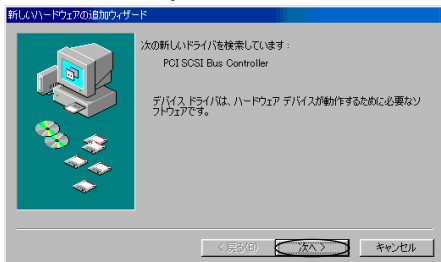 新しいハードウェアの追加ウィザード
次の新しいドライバを検索しています：
PCI SCSI Bus Controller
デバイス ドライバは、ハードウェア デバイスが動作するために必要なソ
フトウェアです。
< 戻る(B)
次へ >
キャンセル